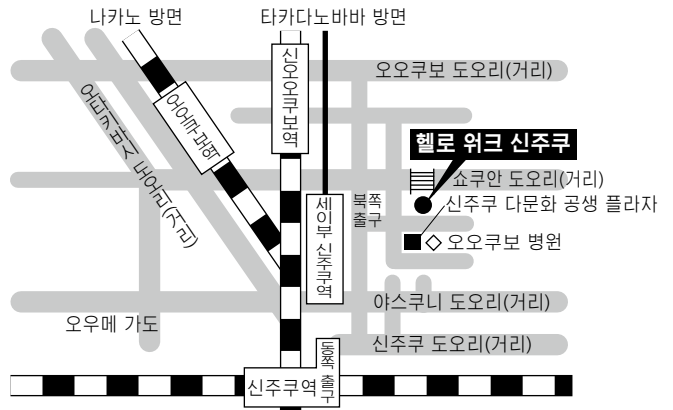 나카노 방면
타카다노바바 방면
신오오쿠보역
오오쿠보 도오리(거리)
오오쿠보역
오타키바시 도오리(거리)
헬로 워크 신주쿠
쇼쿠안 도오리(거리)
북쪽
출구
신주쿠 다문화 공생 플라자
세이부 신주쿠역
오오쿠보 병원
야스쿠니 도오리(거리)
오우메 가도
신주쿠 도오리(거리)
동쪽 출구
신주쿠역